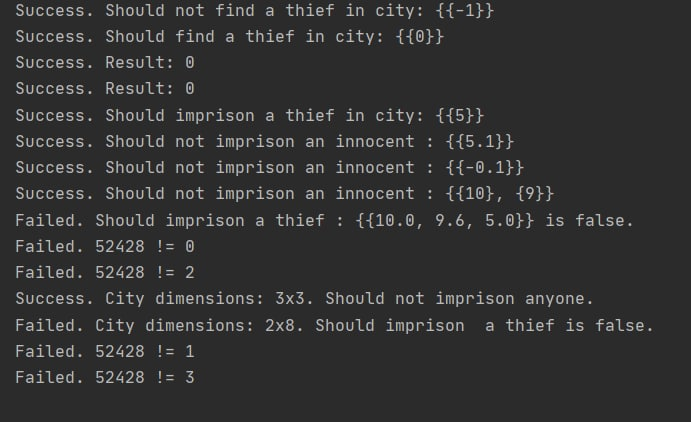 Success. Should not find a thief in city: {{-1}}
Success. Should find a thief in city: {{0}}
Success. Result: 0
Success. Result: 0
Success. Should imprison a thief in city: {{5}}
Success. Should not imprison an innocent : {{5.1}}
Success. Should not imprison an innocent : {{-0.1}}
Success. Should not imprison an innocent : {{10}, {9}}
Failed. Should imprison a thief : {{10.0, 9.6, 5.0}} is false.
Failed. 52428 != 0
Failed. 52428 != 2
Success. City dimensions: 3x3. Should not imprison anyone.
Failed. City dimensions: 2x8. Should imprison  a thief is false.
Failed. 52428 != 1
Failed. 52428 != 3